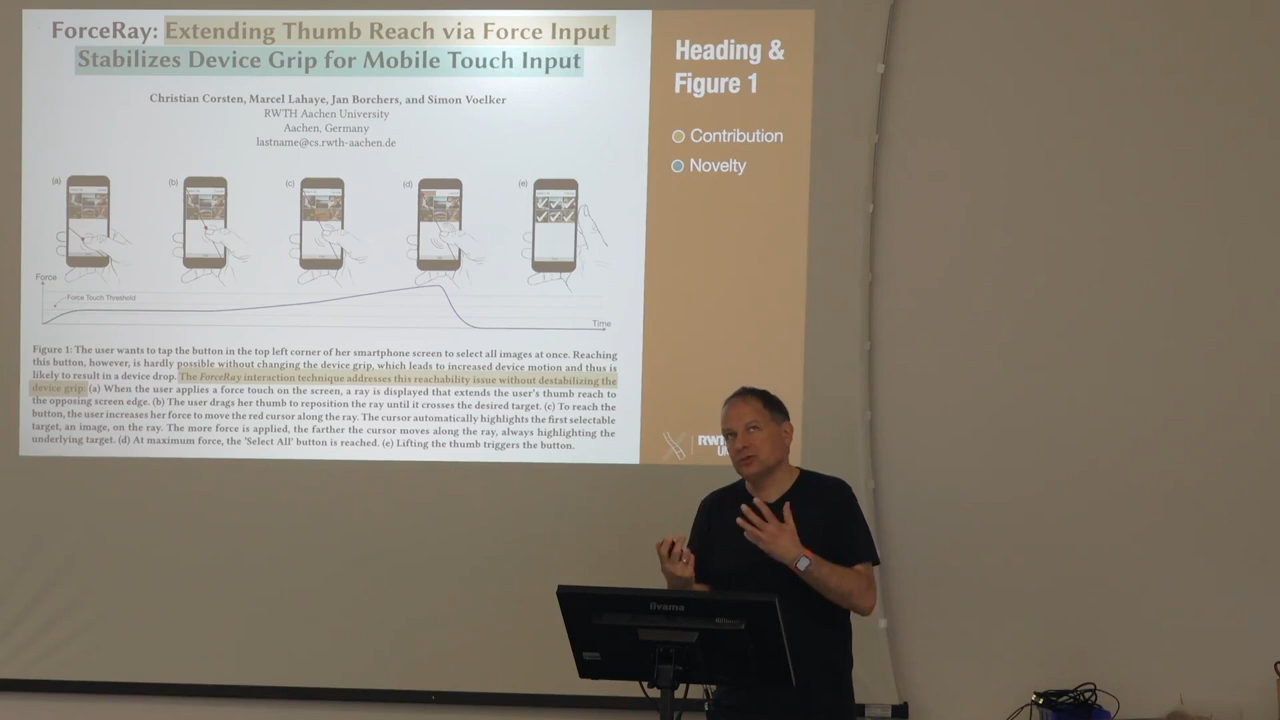 ForceRay: Extending Thumb Reach via Force Input
Stabilizes Device Grip for Mobile Touch Input
Christian Corsten, Marcel Lahaye, Jan Borchers, and Simon Voelker
RWTH Aachen University
Aachen, Germany
lastname@cs.rwth-aachen.de
(a)
(b)
(c)
(d)
(e)
Force
Force Touch Threshold
Time
Figure 1: The user wants to tap the button in the top left corner of her smartphone screen to select all images at once. Reaching
this button, however, is hardly possible without changing the device grip, which leads to increased device motion and thus is
likely to result in a device drop. The ForceRay interaction technique addresses this reachability issue without destabilizing the
device grip: (a) When the user applies a force touch on the screen, a ray is displayed that extends the user's thumb reach to
the opposing screen edge. (b) The user drags her thumb to reposition the ray until it crosses the desired target. (c) To reach the
button, the user increases her force to move the red cursor along the ray. The cursor automatically highlights the first selectable
target, an image, on the ray. The more force is applied, the farther the cursor moves along the ray, always highlighting the
underlying target. (d) At maximum force, the 'Select All' button is reached. (e) Lifting the thumb triggers the button.
Heading &
Figure 1
Contribution
Novelty
iiyama